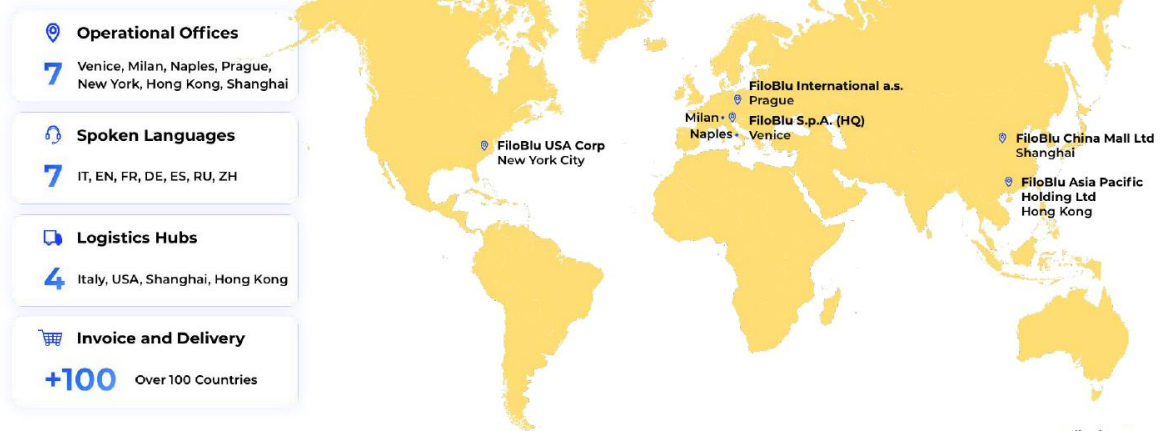 Operational Offices
7
Venice, Milan, Naples, Prague,
New York, Hong Kong, Shanghai
Spoken Languages
7
IT, EN, FR, DE, ES, RU, ZH
Logistics Hubs
4
Italy, USA, Shanghai, Hong Kong
Invoice and Delivery
+100
Over 100 Countries
FiloBlu USA Corp
New York City
FiloBlu International a.s.
Prague
Milan
FiloBlu S.p.A. (HQ)
Venice
Naples
FiloBlu China Mall Ltd
Shanghai
FiloBlu Asia Pacific
Holding Ltd
Hong Kong